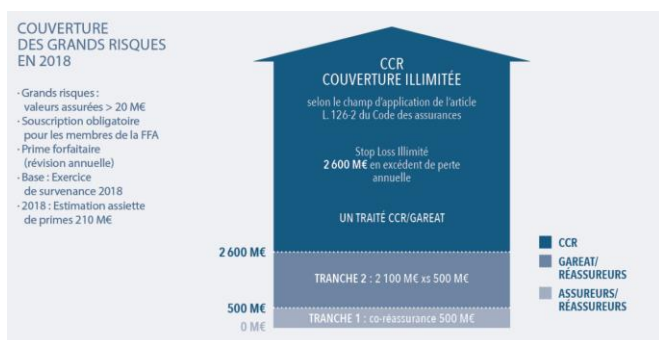 COUVERTURE
DES GRANDS RISQUES
EN 2018
· Grands risques :
valeurs assurées > 20 M€
· Souscription obligatoire
pour les membres de la FFA
· Prime forfaitaire
(révision annuelle)
· Base : Exercice
de survenance 2018
· 2018 : Estimation assiette
de primes 210 M€
CCR
COUVERTURE ILLIMITÉE
selon le champ d'application de l'article
L. 126-2 du Code des assurances
Stop Loss Illimité
2 600 M€ en excédent de perte
annuelle
UN TRAITÉ CCR/GAREAT
2 600 M€
TRANCHE 2 : 2 100 M€ xs 500 M€
500 M€
TRANCHE 1 : co-réassurance 500 M€
0 M€
CCR
GAREAT/
RÉASSUREURS
ASSUREURS/
RÉASSUREURS